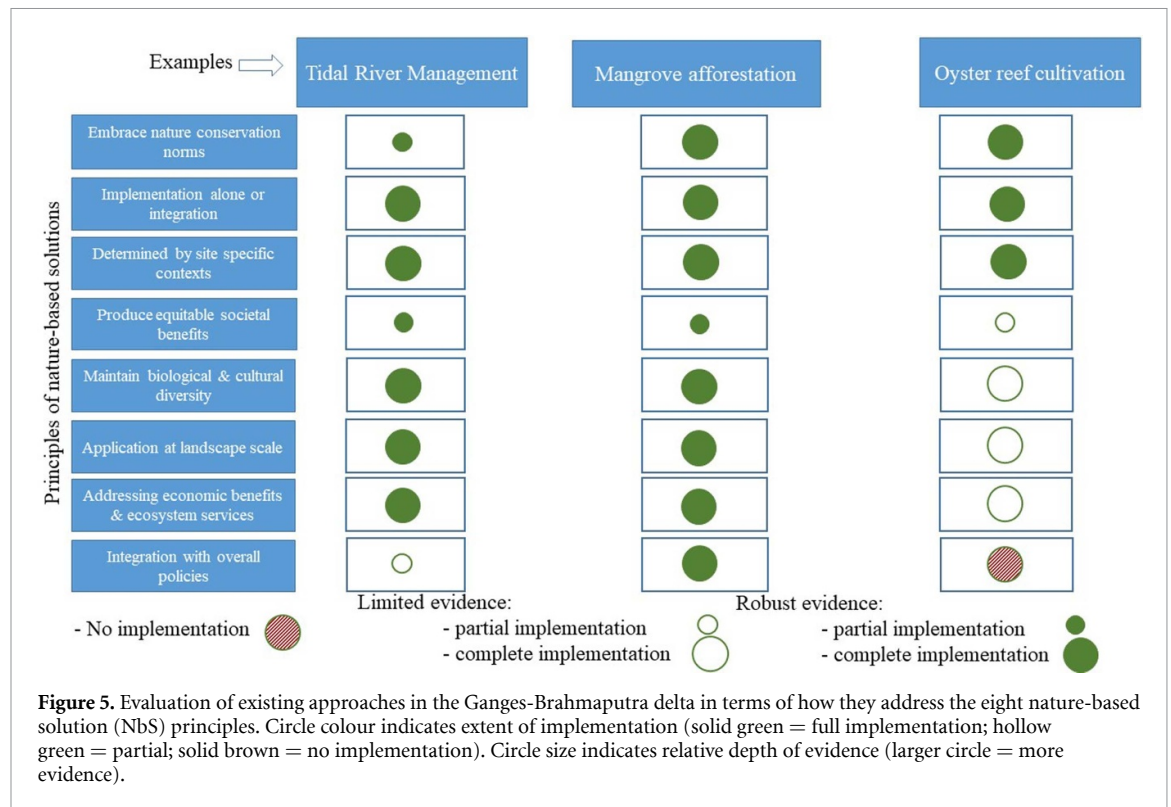 Examples
Tidal River Management
Mangrove afforestation
Oyster reef cultivation
Principles of nature-based solutions
Embrace nature conservation
norms
Implementation alone or
integration
Determined by site specific
contexts
Produce equitable societal
benefits
Maintain biological & cultural
diversity
Application at landscape scale
Addressing economic benefits
& ecosystem services
Integration with overall
policies
- No implementation
Limited evidence:
- partial implementation
- complete implementation
Robust evidence:
- partial implementation
- complete implementation
Figure 5. Evaluation of existing approaches in the Ganges-Brahmaputra delta in terms of how they address the eight nature-based
solution (NbS) principles. Circle colour indicates extent of implementation (solid green = full implementation; hollow
green = partial; solid brown = no implementation). Circle size indicates relative depth of evidence (larger circle = more
evidence).